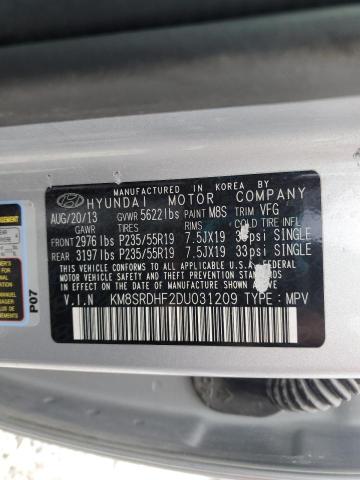 MANUFACTURED IN KOREA BY
HYUNDAI MOTOR COMPANY
AUG/20/13 GVWR 5622lbs PAINT M8S TRIM VFG
GAWR TIRES RIMS COLD TIRE INFL
FRONT 2976 lbs P235/55R19 7.5JX19 psi SINGLE
REAR 3197 lbs P235/55R19 7.5JX19 33psi SINGLE
THIS VEHICLE CONFORMS TO ALL APPLICABLE U.S. FEDERAL MOTOR
VEHICLE SAFETY BUMPER, AND THEFT PREVENTION STANDARDS
IN EFFECT ON THE DATE OF MANUFACTURE SHOWN ABOVE.
V.I.N KM8SRDHF2DU031209 TYPE : MPV
P07